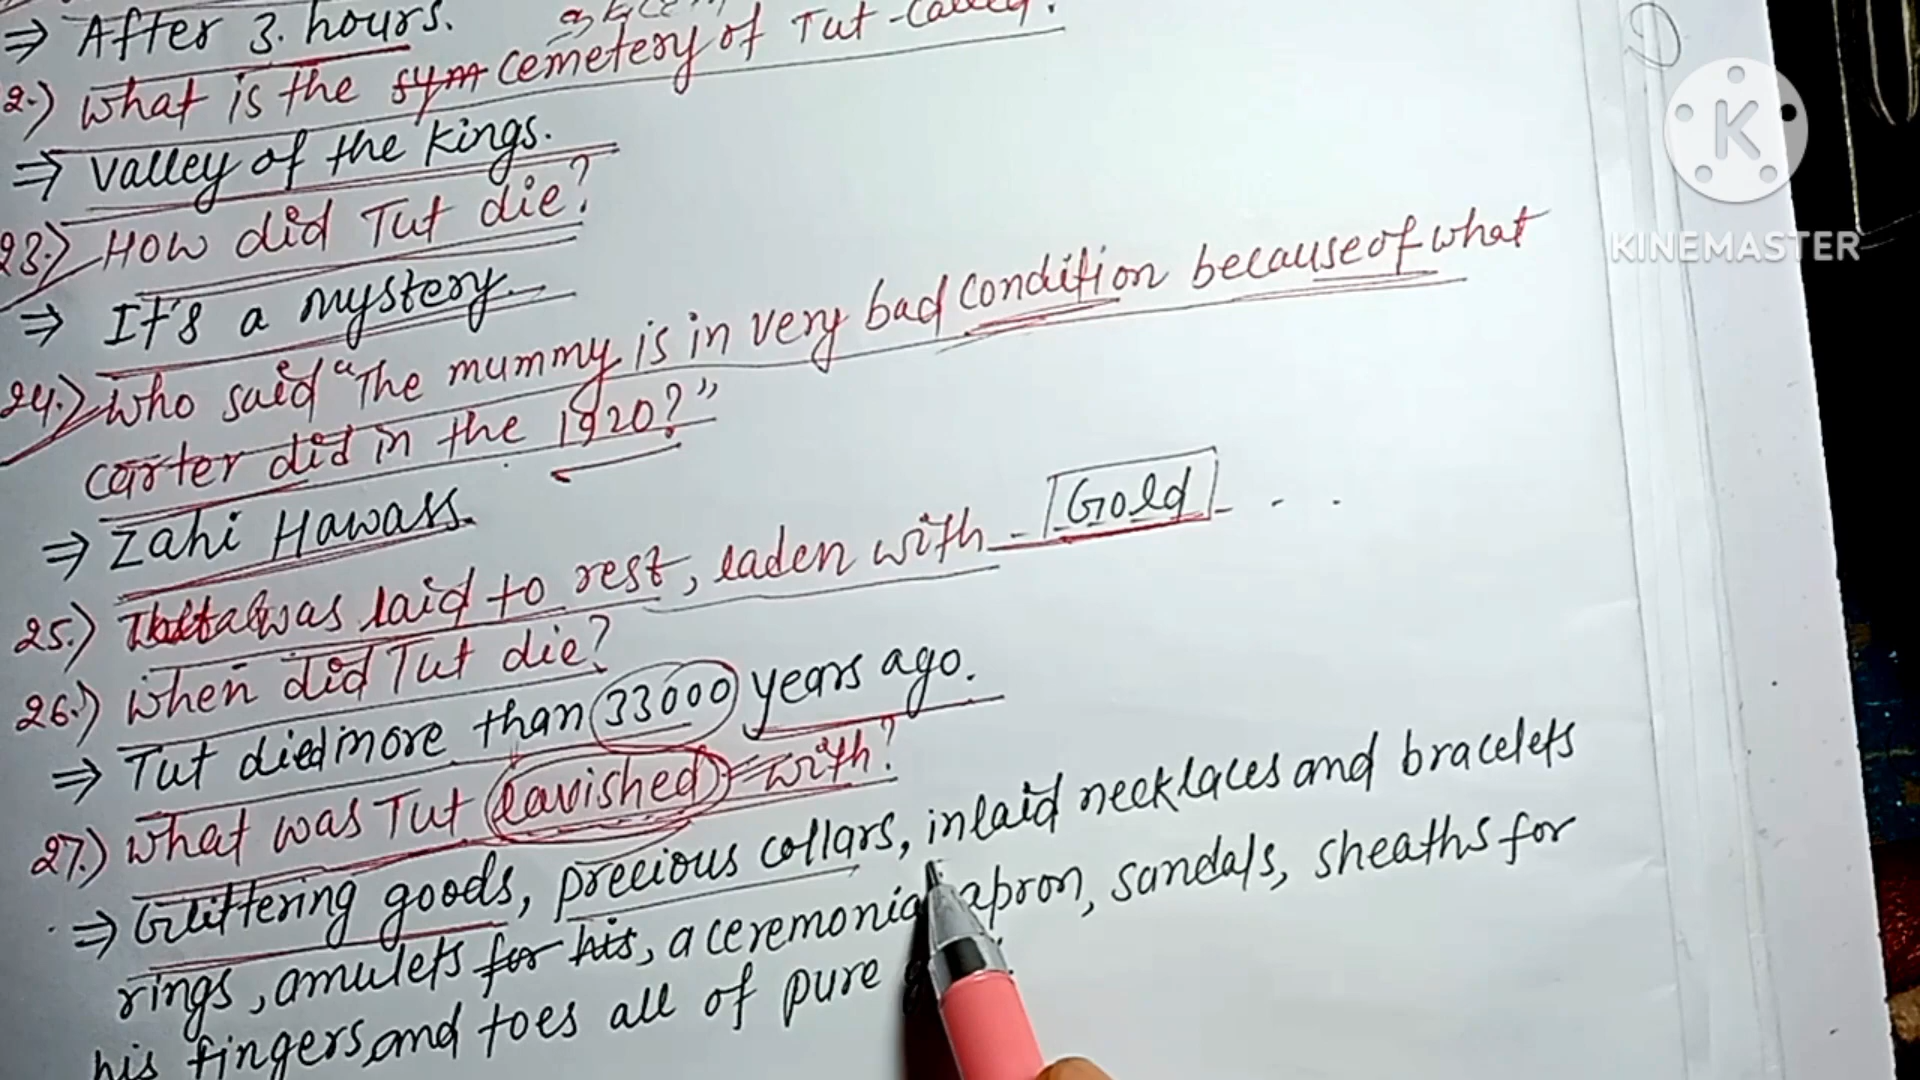 ⇒ After 3. hours.
2.) What is the sym cemetery of Tut-Called?
⇒ Valley of the Kings.
23.) How did Tut die?
⇒ It's a mystery.
24.) Who said "The mummy is in very bad condition because of what
carter did in the 1920?"
⇒ Zahi Hawass.
25.) was laid to rest, laden with - Gold - . .
26.) When did Tut die?
⇒ Tut died more than 33000 years ago.
27.) What was Tut lavished with?
⇒ Glittering goods, precious collars, inlaid necklaces and bracelets
rings, amulets for his, a ceremonial apron, sandals, sheaths for
his fingers and toes all of pure
K
KINEMASTER